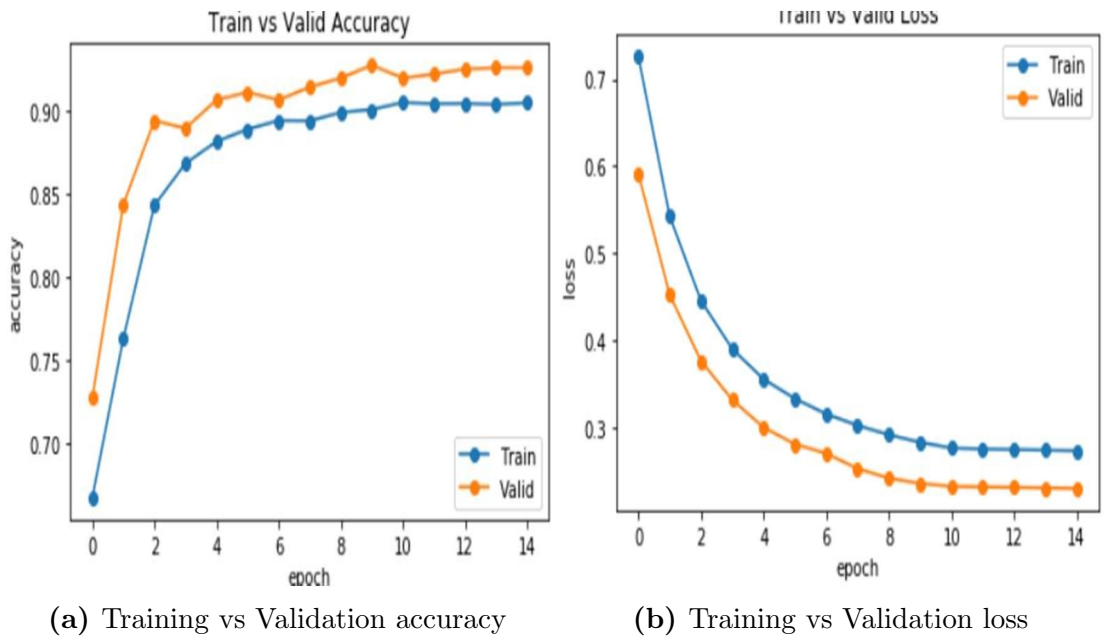 Train vs Valid Accuracy
accuracy
0.90
0.85
0.80
0.75
0.70
Train
Valid
0 2 4 6 8 10 12 14
epoch
Train vs Valid Loss
loss
0.7
0.6
0.5
0.4
0.3
Train
Valid
0 2 4 6 8 10 12 14
epoch
(a) Training vs Validation accuracy
(b) Training vs Validation loss